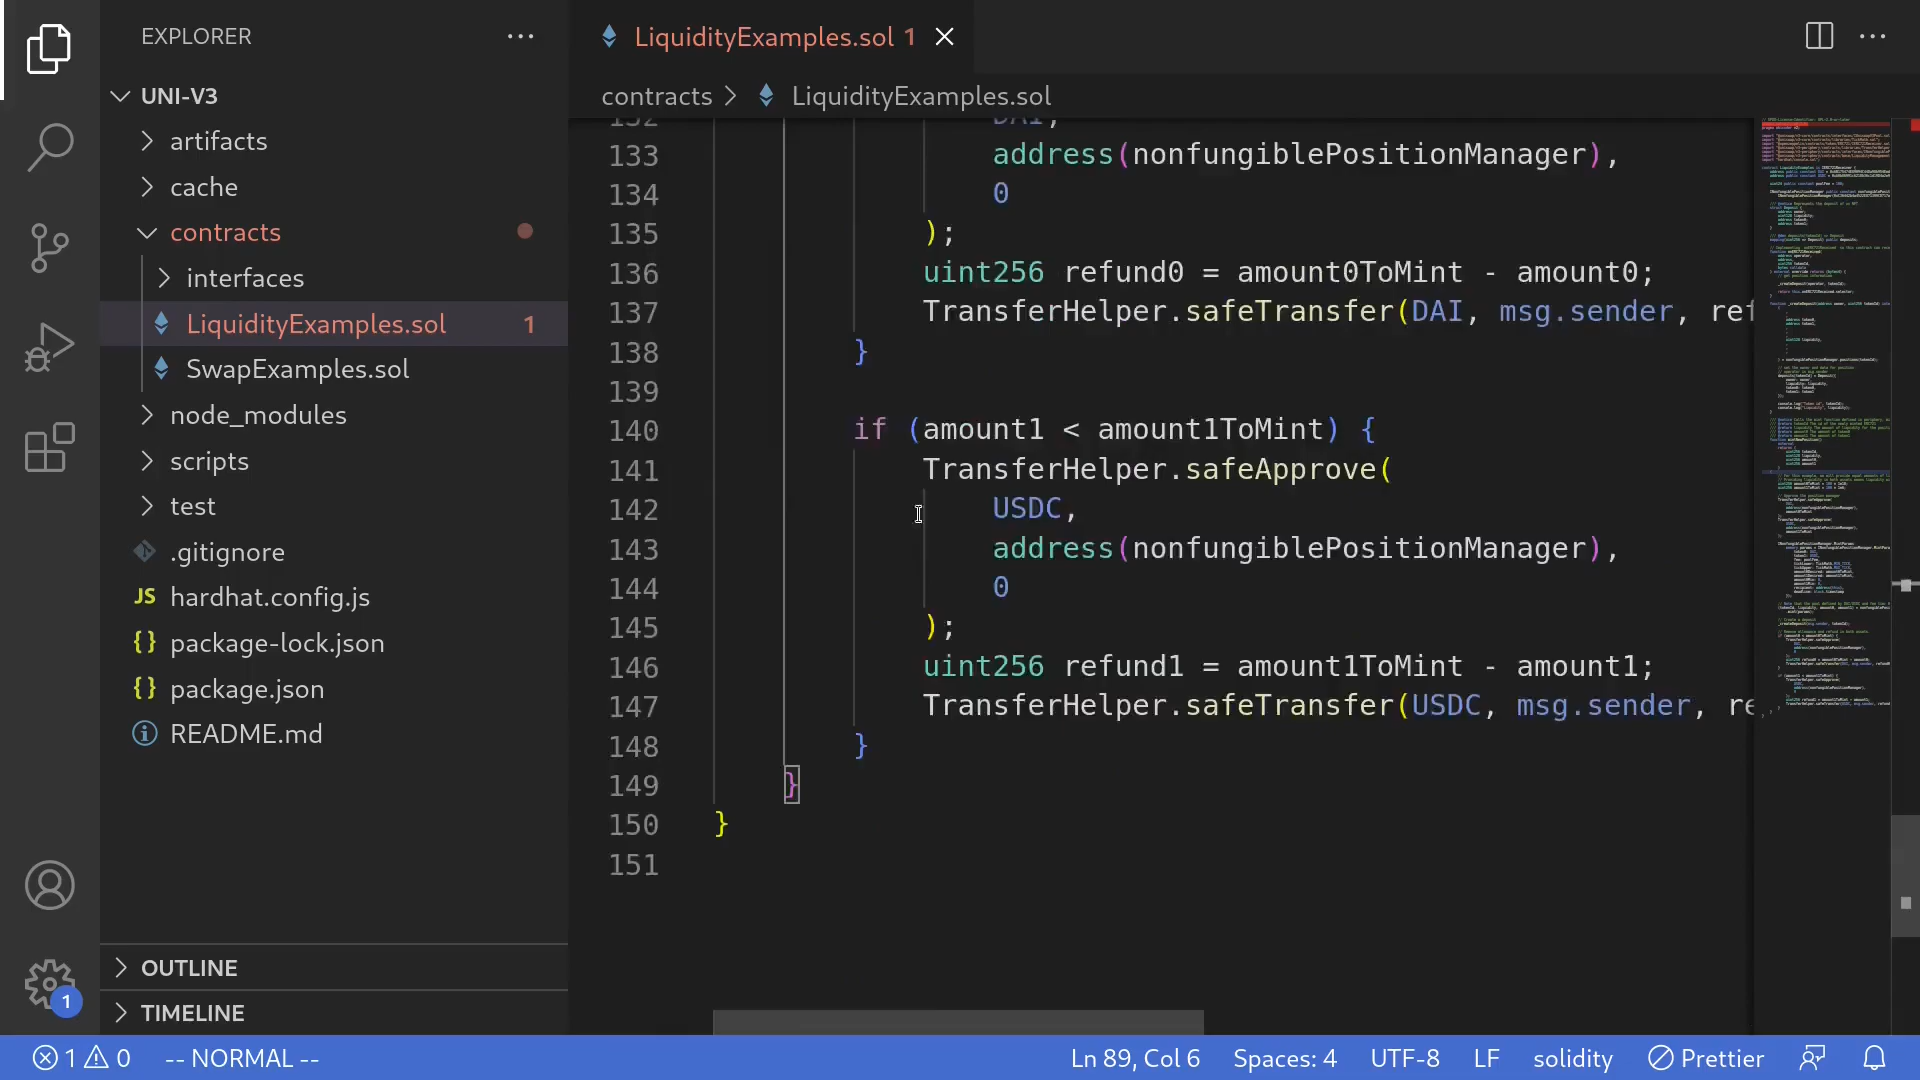 EXPLORER
UNI-V3
artifacts
cache
contracts
interfaces
LiquidityExamples.sol 1
SwapExamples.sol
node_modules
scripts
test
.gitignore
JS hardhat.config.js
{} package-lock.json
{} package.json
README.md
OUTLINE
TIMELINE
1
LiquidityExamples.sol 1
contracts > LiquidityExamples.sol
132 DAI,
133 address(nonfungiblePositionManager),
134 0
135 );
136 uint256 refund0 = amount0ToMint - amount0;
137 TransferHelper.safeTransfer(DAI, msg.sender, ref
138 }
139
140 if (amount1 < amount1ToMint) {
141 TransferHelper.safeApprove(
142 USDC,
143 address(nonfungiblePositionManager),
144 0
145 );
146 uint256 refund1 = amount1ToMint - amount1;
147 TransferHelper.safeTransfer(USDC, msg.sender, re
148 }
149 }
150 }
151
1 0 -- NORMAL -- Ln 89, Col 6 Spaces: 4 UTF-8 LF solidity Prettier